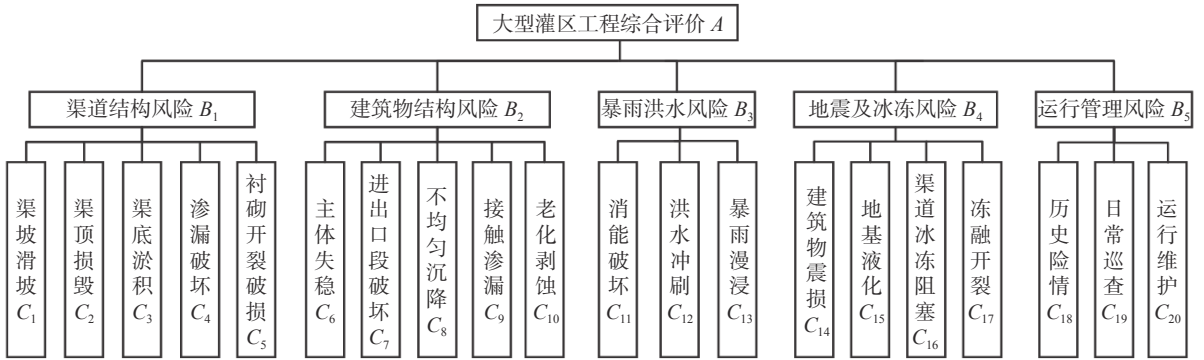 大型灌区工程综合评价 A
渠道结构风险 B1
建筑物结构风险 B2
暴雨洪水风险 B3
地震及冰冻风险 B4
运行管理风险 B5
渠坡滑坡 C1
渠顶损毁 C2
渠底淤积 C3
渗漏破坏 C4
衬砌开裂破损 C5
主体失稳 C6
进出口段破坏 C7
不均匀沉降 C8
接触渗漏 C9
老化剥蚀 C10
消能破坏 C11
洪水冲刷 C12
暴雨漫浸 C13
建筑物震损 C14
地基液化 C15
渠道冰冻阻塞 C16
冻融开裂 C17
历史险情 C18
日常巡查 C19
运行维护 C20